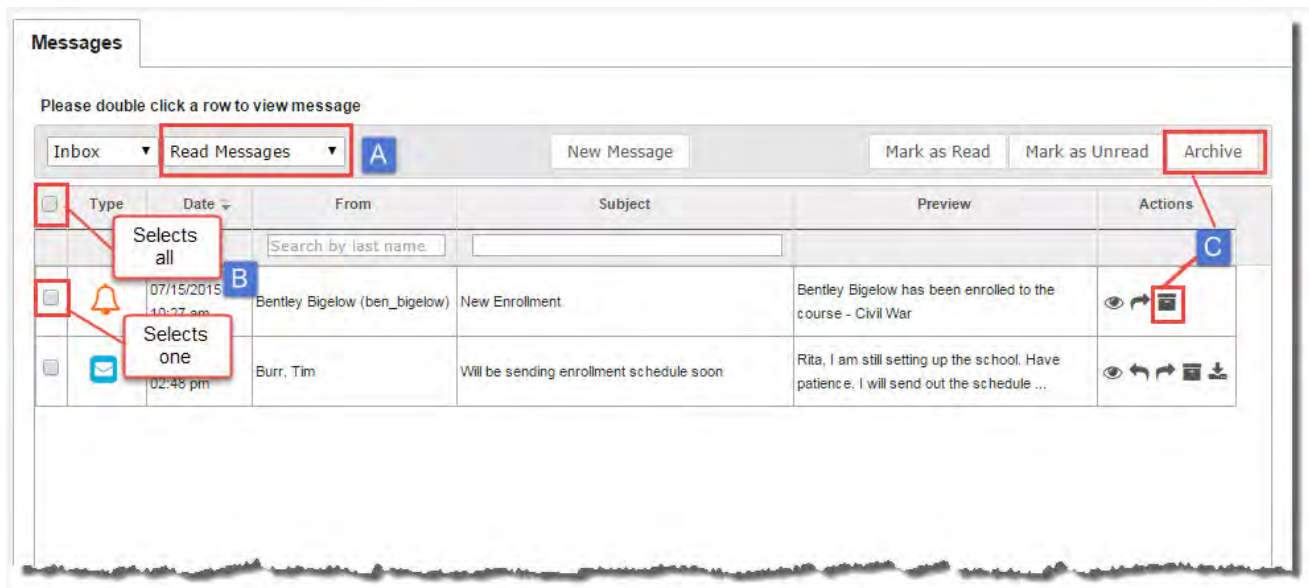 Messages
Please double click a row to view message
Inbox Read Messages A New Message Mark as Read Mark as Unread Archive
Type Date From Subject Preview Actions
Selects
all
Search by last name
C
B
07/15/2015
10:27 am
Bentley Bigelow (ben_bigelow) New Enrollment
Bentley Bigelow has been enrolled to the
course - Civil War
Selects
one
02:48 pm
Burr, Tim Will be sending enrollment schedule soon
Rita, I am still setting up the school. Have
patience. I will send out the schedule ...